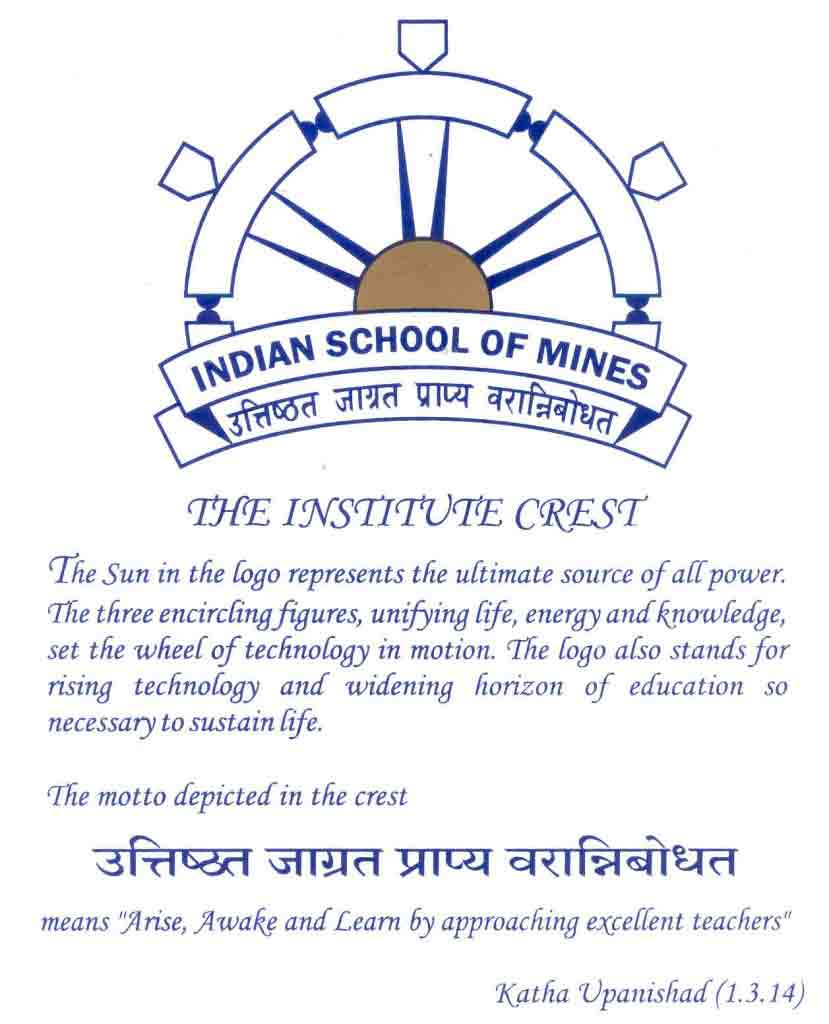 INDIAN SCHOOL OF MINES
उत्तिष्ठत जाग्रत प्राप्य वरान्निबोधत
THE INSTITUTE CREST
The Sun in the logo represents the ultimate source of all power.
The three encircling figures, unifying life, energy and knowledge,
set the wheel of technology in motion. The logo also stands for
rising technology and widening horizon of education so
necessary to sustain life.
The motto depicted in the crest
उत्तिष्ठत जाग्रत प्राप्य वरान्निबोधत
means "Arise, Awake and Learn by approaching excellent teachers"
Katha Upanishad (1.3.14)